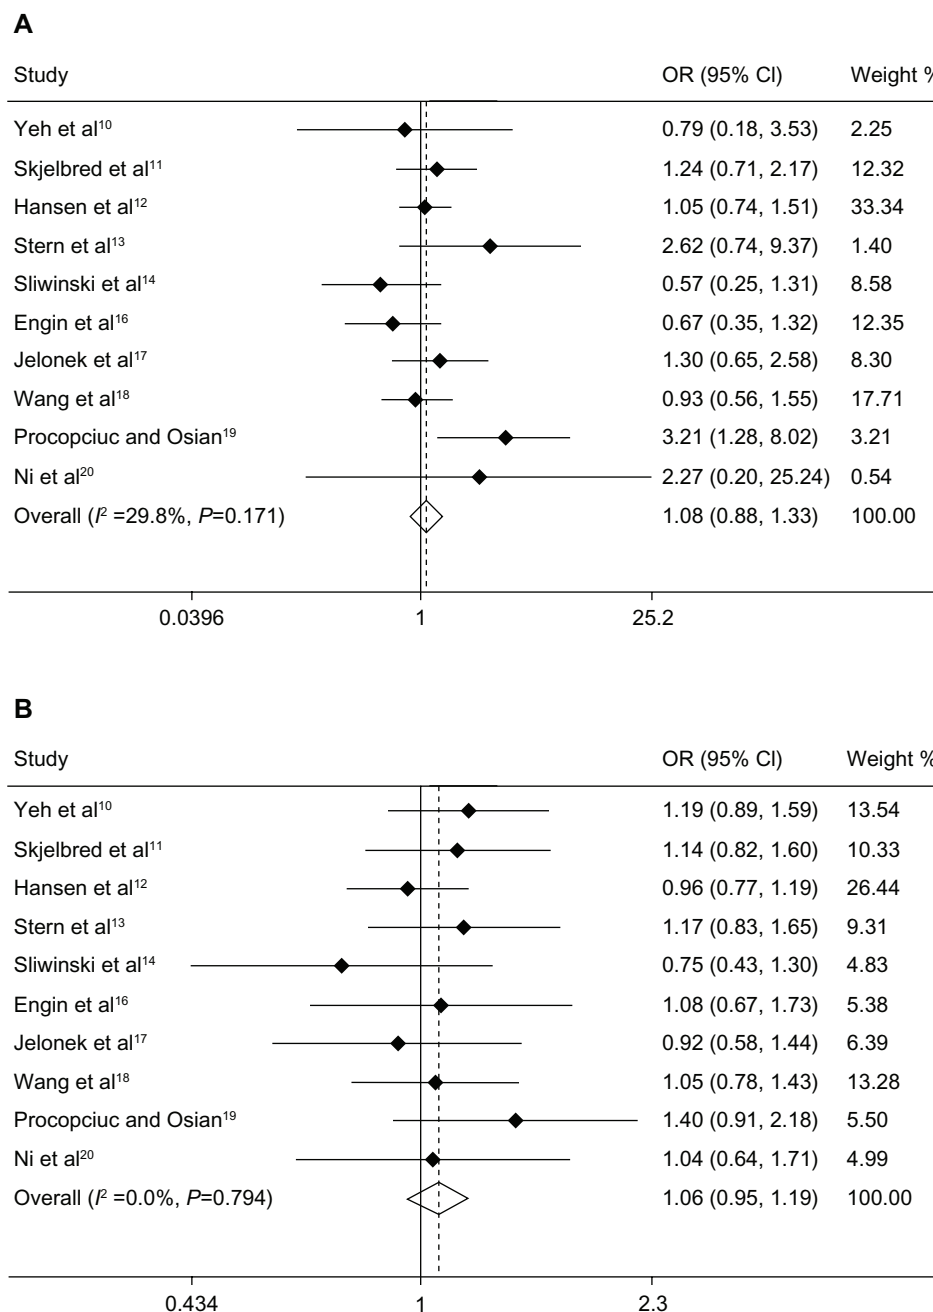 A
Study OR (95% CI) Weight %
Yeh et al10 0.79 (0.18, 3.53) 2.25
Skjelbred et al11 1.24 (0.71, 2.17) 12.32
Hansen et al12 1.05 (0.74, 1.51) 33.34
Stern et al13 2.62 (0.74, 9.37) 1.40
Sliwinski et al14 0.57 (0.25, 1.31) 8.58
Engin et al16 0.67 (0.35, 1.32) 12.35
Jelonek et al17 1.30 (0.65, 2.58) 8.30
Wang et al18 0.93 (0.56, 1.55) 17.71
Procopciuc and Osian19 3.21 (1.28, 8.02) 3.21
Ni et al20 2.27 (0.20, 25.24) 0.54
Overall (I2 =29.8%, P=0.171) 1.08 (0.88, 1.33) 100.00
0.0396 1 25.2
B
Study OR (95% CI) Weight %
Yeh et al10 1.19 (0.89, 1.59) 13.54
Skjelbred et al11 1.14 (0.82, 1.60) 10.33
Hansen et al12 0.96 (0.77, 1.19) 26.44
Stern et al13 1.17 (0.83, 1.65) 9.31
Sliwinski et al14 0.75 (0.43, 1.30) 4.83
Engin et al16 1.08 (0.67, 1.73) 5.38
Jelonek et al17 0.92 (0.58, 1.44) 6.39
Wang et al18 1.05 (0.78, 1.43) 13.28
Procopciuc and Osian19 1.40 (0.91, 2.18) 5.50
Ni et al20 1.04 (0.64, 1.71) 4.99
Overall (I2 =0.0%, P=0.794) 1.06 (0.95, 1.19) 100.00
0.434 1 2.3